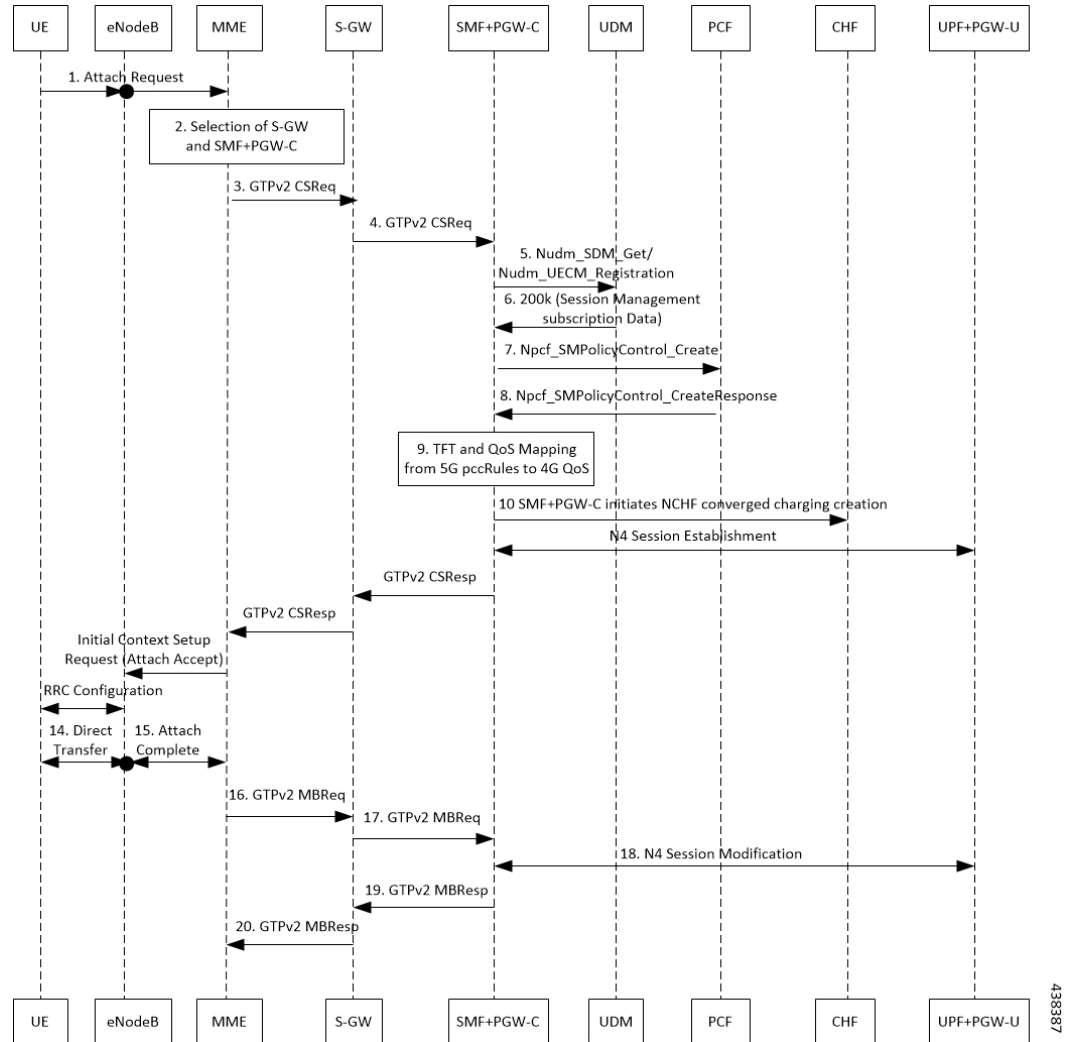 UE eNodeB MME S-GW SMF+PGW-C UDM PCF CHF UPF+PGW-U
1. Attach Request
2. Selection of S-GW
and SMF+PGW-C
3. GTPv2 CSReq
4. GTPv2 CSReq
5. Nudm_SDM_Get/
Nudm_UECM_Registration
6. 200k (Session Management
subscription Data)
7. Npcf_SMPolicyControl_Create
8. Npcf_SMPolicyControl_CreateResponse
9. TFT and QoS Mapping
from 5G pccRules to 4G QoS
10 SMF+PGW-C initiates NCHF converged charging creation
N4 Session Establishment
GTPv2 CSResp
GTPv2 CSResp
Initial Context Setup
Request (Attach Accept)
RRC Configuration
14. Direct
Transfer
15. Attach
Complete
16. GTPv2 MBReq
17. GTPv2 MBReq
18. N4 Session Modification
19. GTPv2 MBResp
20. GTPv2 MBResp
UE eNodeB MME S-GW SMF+PGW-C UDM PCF CHF UPF+PGW-U
438387